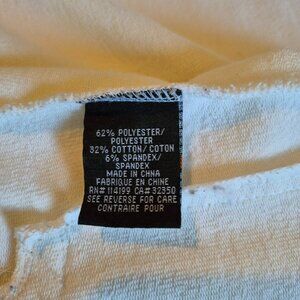 62% POLYESTER/
POLYESTER
32% COTTON/ COTON
6% SPANDEX/
SPANDEX
MADE IN CHNA
FABRIQUE EN CHINE
RN# 114199 CA# 32350
SEE REVERSE FOR CARE
CONTRAIRE POUR